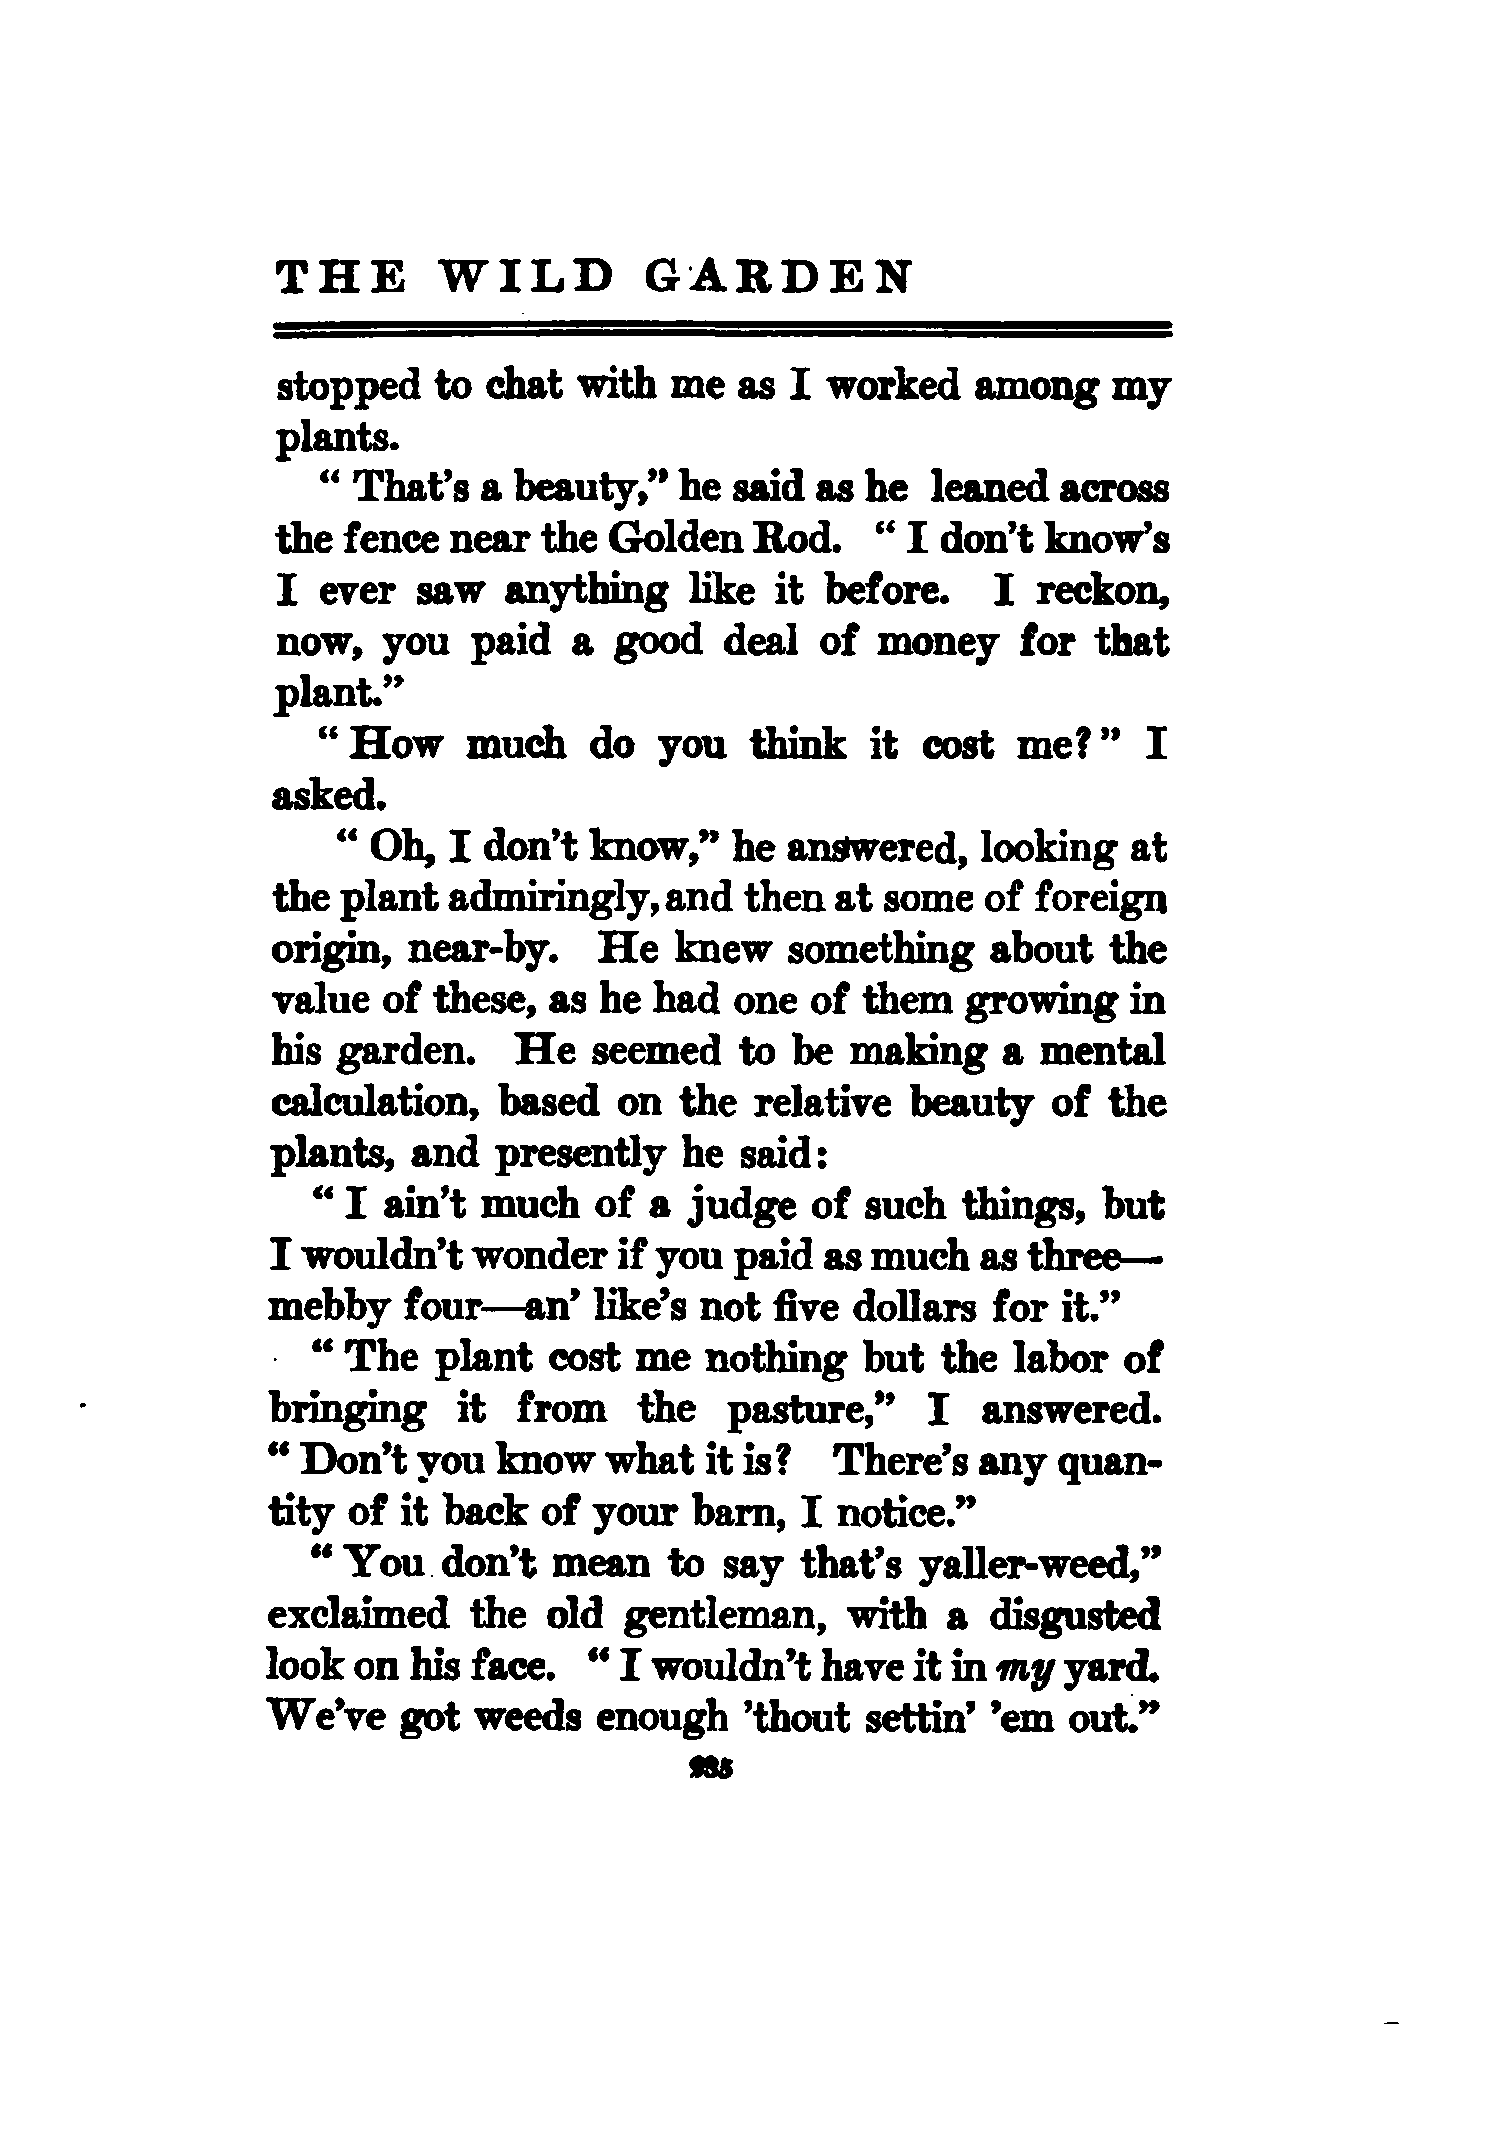 THE WILD GARDEN
stopped to chat with me as I worked among my
plants.
“ That’s a beauty,” he said as he leaned across
the fence near the Golden Rod. “ I don’t know’s
I ever saw anything like it before. I reckon,
now, you paid a good deal of money for that
plant.”
“ How much do you think it cost me? ” I
asked.
“ Oh, I don’t know,” he answered, looking at
the plant admiringly, and then at some of foreign
origin, near-by. He knew something about the
value of these, as he had one of them growing in
his garden. He seemed to be making a mental
calculation, based on the relative beauty of the
plants, and presently he said:
“ I ain’t much of a judge of such things, but
I wouldn’t wonder if you paid as much as three—
mebby four—an’ like’s not five dollars for it.”
“ The plant cost me nothing but the labor of
bringing it from the pasture,” I answered.
“ Don’t you know what it is? There’s any quan-
tity of it back of your barn, I notice.”
“ You don’t mean to say that’s yaller-weed,”
exclaimed the old gentleman, with a disgusted
look on his face. “ I wouldn’t have it in my yard.
We’ve got weeds enough ’thout settin’ ’em out.”
235